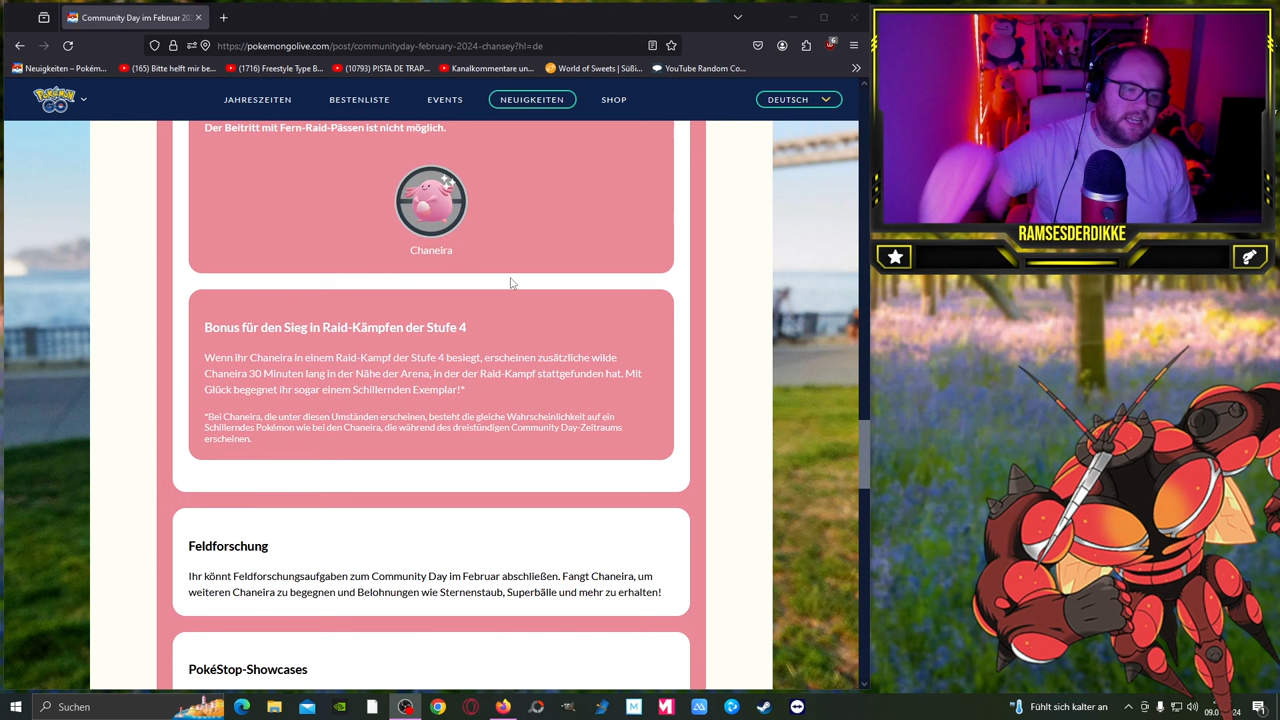 Community Day im Februar 202
https://pokemongolive.com/post/communityday-february-2024-chansey?hl=de
6
Neuigkeiten – Pokém...
(165) Bitte helft mir be...
(1716) Freestyle Type B...
(10793) PISTA DE TRAP...
Kanalkommentare un...
World of Sweets | Süßi...
YouTube Random Co...
POKÉMON GO
JAHRESZEITEN
BESTENLISTE
EVENTS
NEUIGKEITEN
SHOP
DEUTSCH
Der Beitritt mit Fern-Raid-Pässen ist nicht möglich.
Chaneira
Bonus für den Sieg in Raid-Kämpfen der Stufe 4
Wenn ihr Chaneira in einem Raid-Kampf der Stufe 4 besiegt, erscheinen zusätzliche wilde
Chaneira 30 Minuten lang in der Nähe der Arena, in der der Raid-Kampf stattgefunden hat. Mit
Glück begegnet ihr sogar einem Schillernden Exemplar!*
*Bei Chaneira, die unter diesen Umständen erscheinen, besteht die gleiche Wahrscheinlichkeit auf ein
Schillerndes Pokémon wie bei den Chaneira, die während des dreistündigen Community Day-Zeitraums
erscheinen.
Feldforschung
Ihr könnt Feldforschungsaufgaben zum Community Day im Februar abschließen. Fangt Chaneira, um
weiteren Chaneira zu begegnen und Belohnungen wie Sternenstaub, Superbälle und mehr zu erhalten!
PokéStop-Showcases
RAMSESDERDIKKE
Suchen
Fühlt sich kalter an